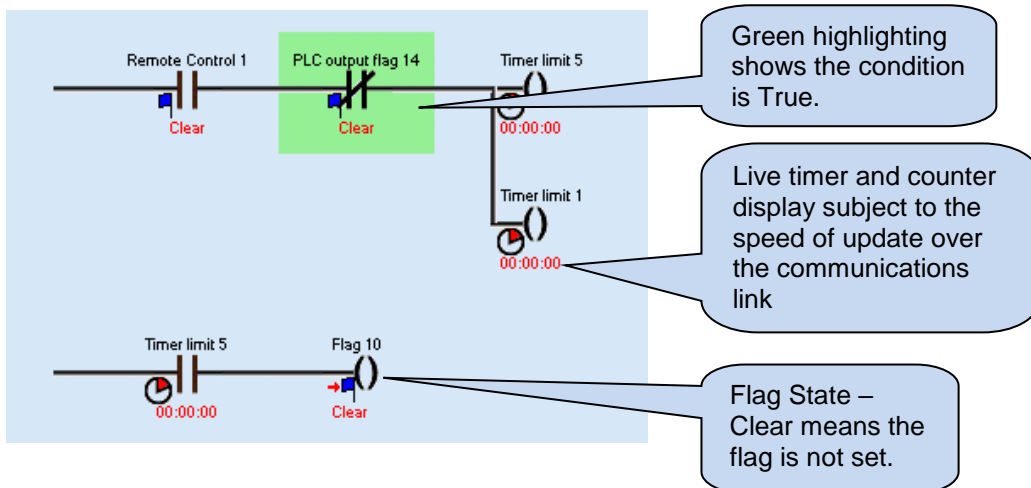 Remote Control 1
PLC output flag 14
Timer limit 5
Clear
Clear
00:00:00
Timer limit 1
00:00:00
Timer limit 5
Flag 10
00:00:00
Clear
Green highlighting
shows the condition
is True.
Live timer and counter
display subject to the
speed of update over
the communications
link
Flag State –
Clear means the
flag is not set.